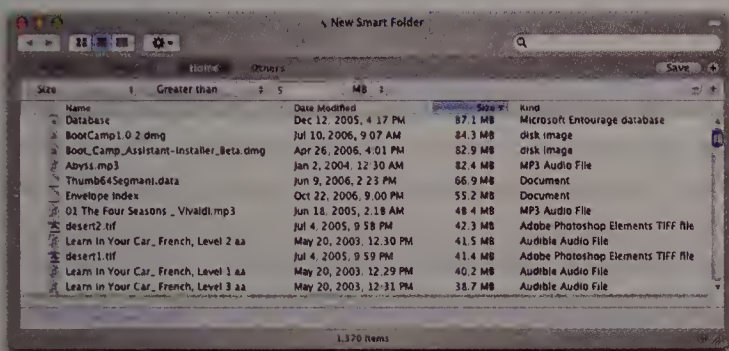 New Smart Folder
Home Others Save
Size Greater than 5 MB
Name Date Modified Size Kind
Database Dec 12, 2005, 4 17 PM 87.1 MB Microsoft Entourage database
BootCamp1.0 2 dmg Jul 10, 2006, 9 07 AM 84.3 MB disk image
Boot_Camp_Assistant-Installer_Beta.dmg Apr 26, 2006, 4:01 PM 82.9 MB disk image
Abyss.mp3 Jan 2, 2004, 12 30 AM 82.4 MB MP3 Audio File
Thumb64Segment.data Jun 9, 2006, 2 23 PM 66.9 MB Document
Envelope Index Oct 22, 2006, 9.00 PM 55.2 MB Document
01 The Four Seasons _ Vivaldi.mp3 Jun 18, 2005, 2.18 AM 48 4 MB MP3 Audio File
desert2.tif Jul 4, 2005, 9 58 PM 42.3 MB Adobe Photoshop Elements TIFF file
Learn In Your Car_ French, Level 2 aa May 20, 2003, 12.30 PM 41.5 MB Audible Audio File
desert1.tif Jul 4, 2005, 9 59 PM 41.4 MB Adobe Photoshop Elements TIFF file
Learn in Your Car_ French, Level 1 aa May 20, 2003, 12.29 PM 40.2 MB Audible Audio File
Learn in Your Car_ French, Level 3 aa May 20, 2003, 12:31 PM 38.7 MB Audible Audio File
1,370 items